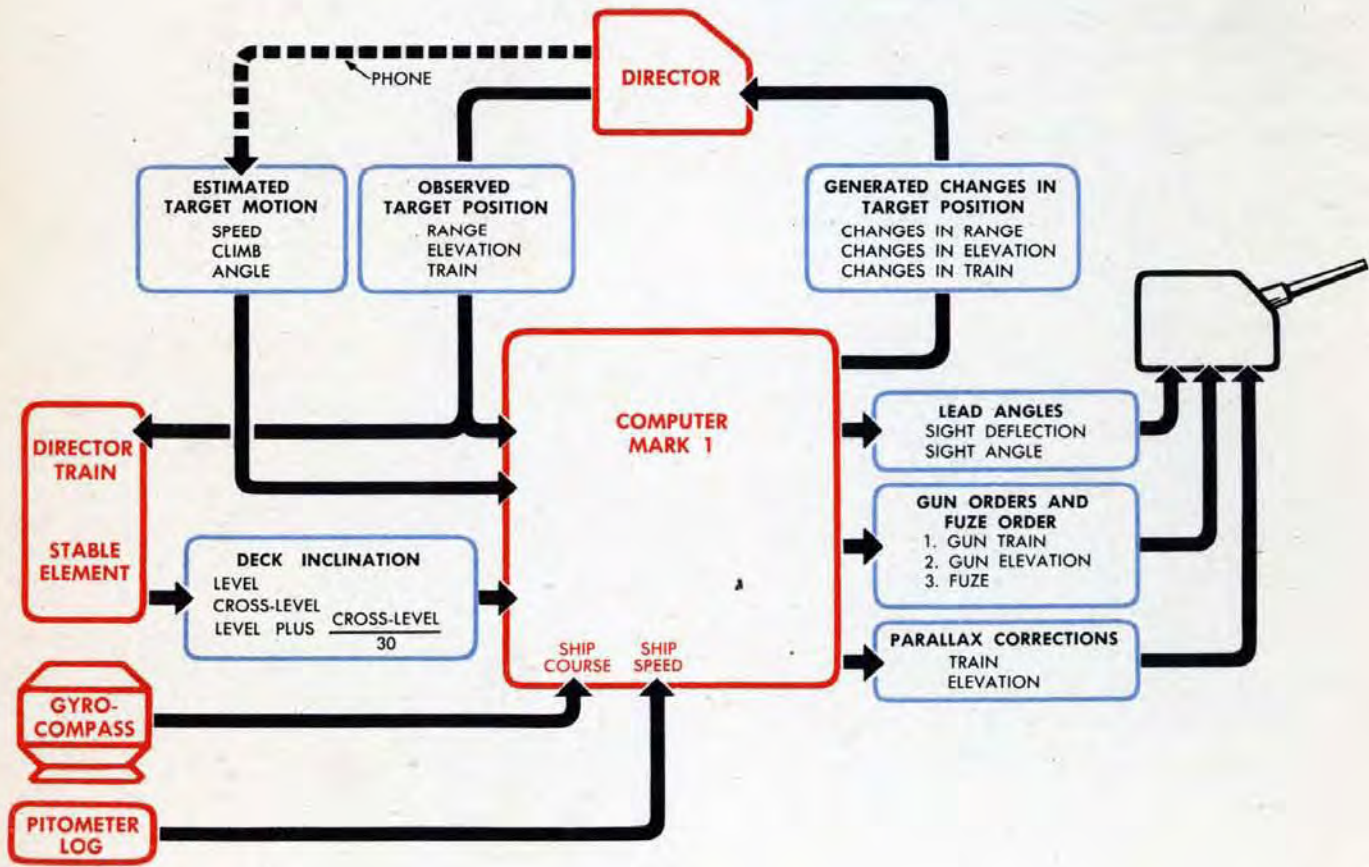 DIRECTOR
PHONE
ESTIMATED
TARGET MOTION
SPEED
CLIMB
ANGLE
OBSERVED
TARGET POSITION
RANGE
ELEVATION
TRAIN
GENERATED CHANGES IN
TARGET POSITION
CHANGES IN RANGE
CHANGES IN ELEVATION
CHANGES IN TRAIN
DIRECTOR
TRAIN
STABLE
ELEMENT
COMPUTER
MARK 1
LEAD ANGLES
SIGHT DEFLECTION
SIGHT ANGLE
GUN ORDERS AND
FUZE ORDER
1. GUN TRAIN
2. GUN ELEVATION
3. FUZE
DECK INCLINATION
LEVEL
CROSS-LEVEL
LEVEL PLUS CROSS-LEVEL
30
SHIP
COURSE
SHIP
SPEED
PARALLAX CORRECTIONS
TRAIN
ELEVATION
GYRO-
COMPASS
PITOMETER
LOG